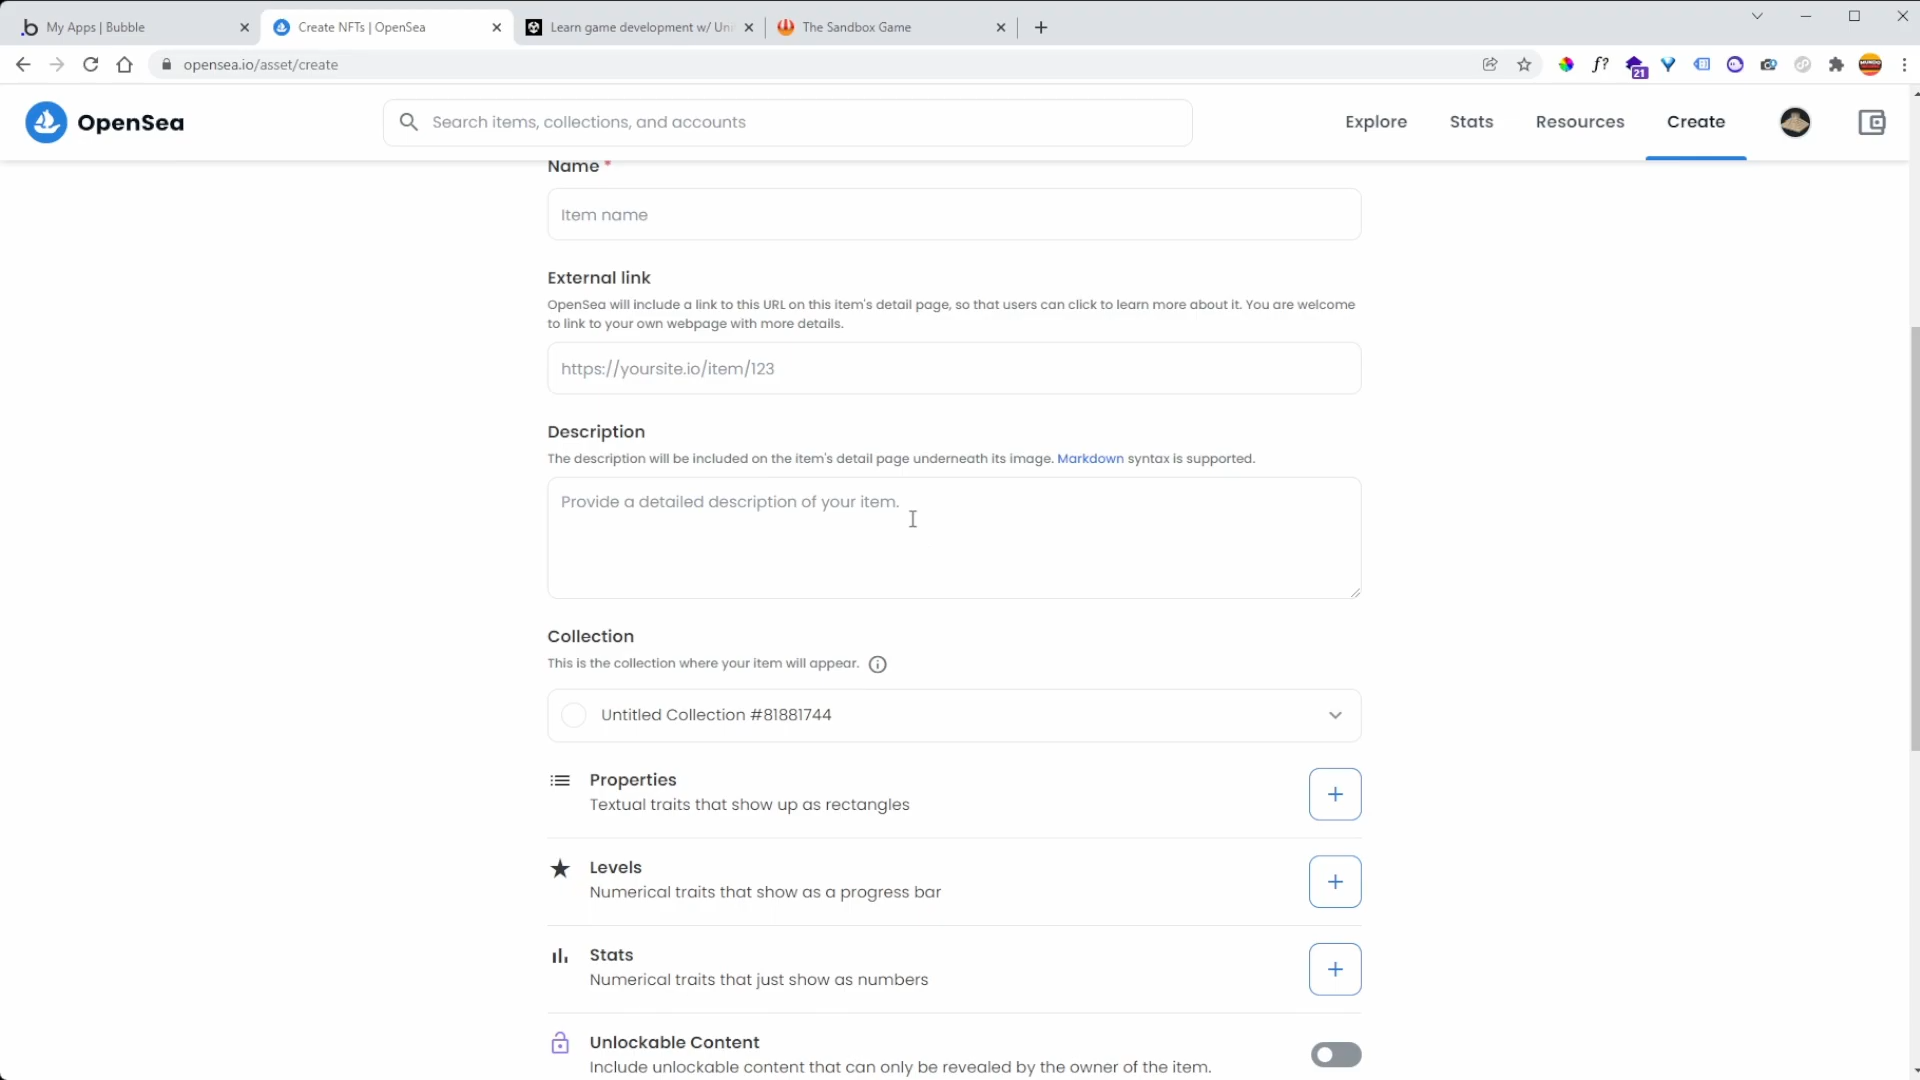 My Apps | Bubble
Create NFTs | OpenSea
Learn game development w/ Uni
The Sandbox Game
opensea.io/asset/create
f?
21
OpenSea
Search items, collections, and accounts
Explore
Stats
Resources
Create
Name *
Item name
External link
OpenSea will include a link to this URL on this item's detail page, so that users can click to learn more about it. You are welcome
to link to your own webpage with more details.
https://yoursite.io/item/123
Description
The description will be included on the item's detail page underneath its image. Markdown syntax is supported.
Provide a detailed description of your item.
Collection
This is the collection where your item will appear.
Untitled Collection #81881744
Properties
Textual traits that show up as rectangles
Levels
Numerical traits that show as a progress bar
Stats
Numerical traits that just show as numbers
Unlockable Content
Include unlockable content that can only be revealed by the owner of the item.